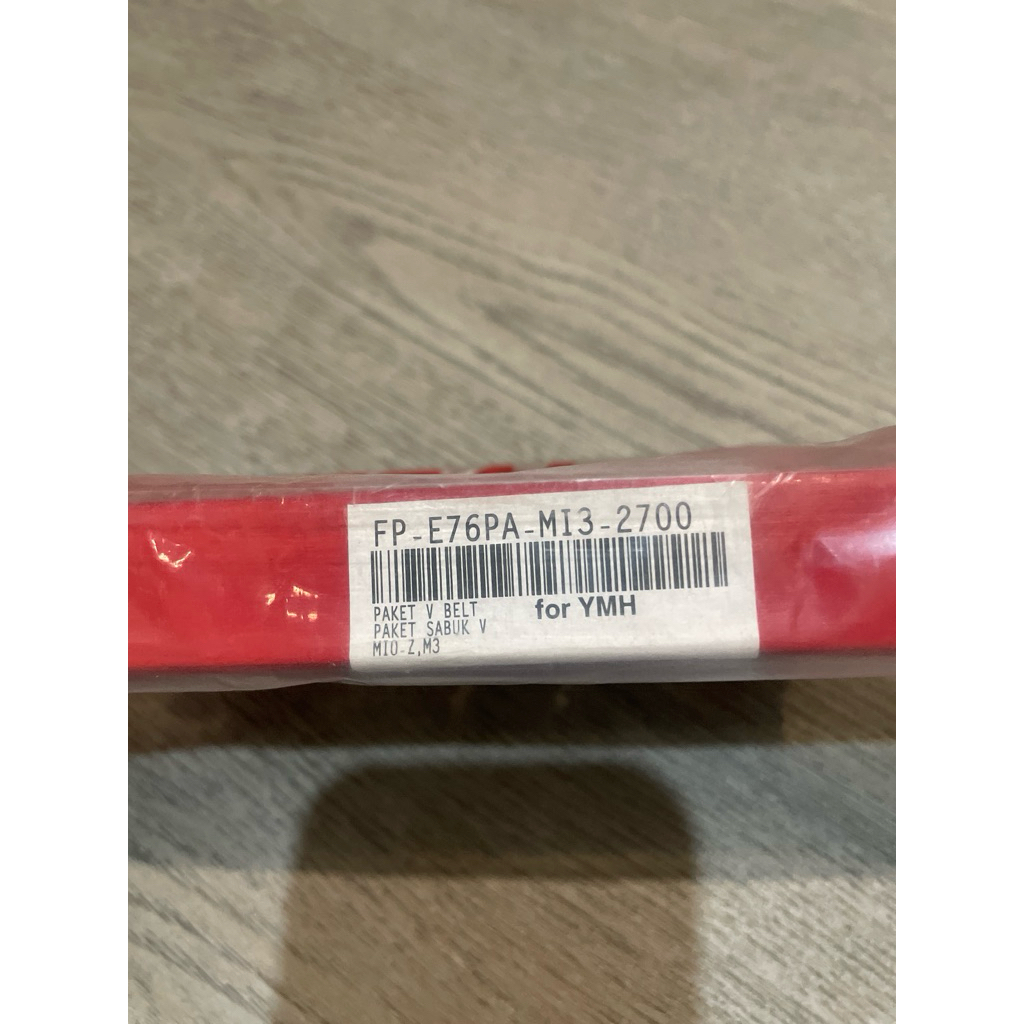 FP-E76PA-MI3-2700
PAKET V BELT
for YMH
PAKET SABUK V
MIO-Z,M3